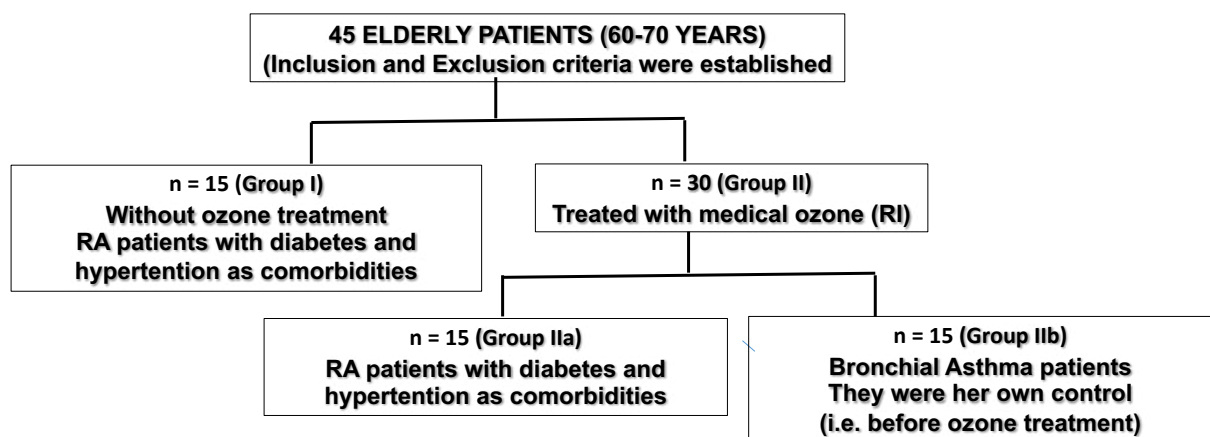 45 ELDERLY PATIENTS (60-70 YEARS)
(Inclusion and Exclusion criteria were established
n = 15 (Group I)
Without ozone treatment
RA patients with diabetes and
hypertention as comorbidities
n = 30 (Group II)
Treated with medical ozone (RI)
n = 15 (Group IIa)
RA patients with diabetes and
hypertention as comorbidities
n = 15 (Group IIb)
Bronchial Asthma patients
They were her own control
(i.e. before ozone treatment)